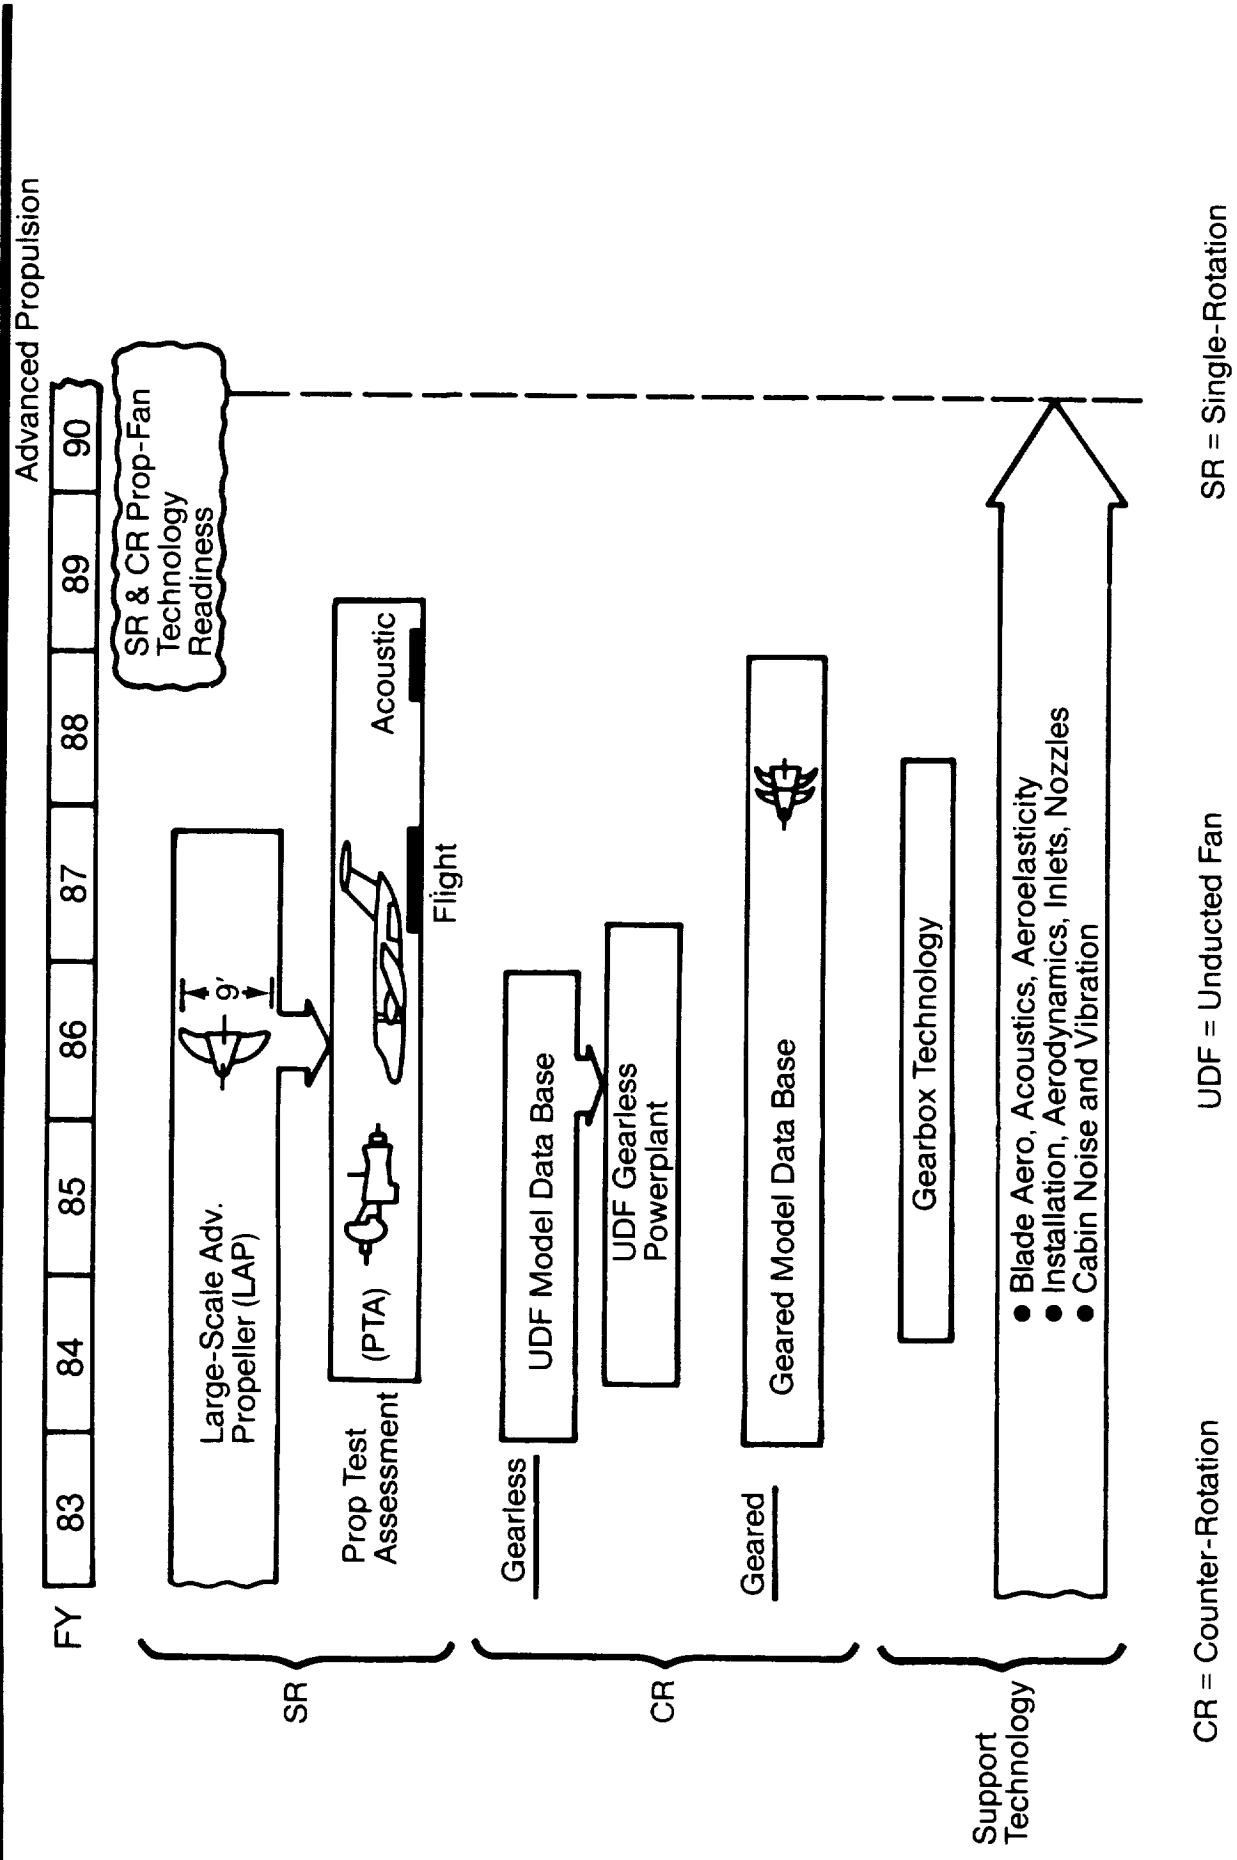 Advanced Propulsion
FY 83 84 85 86 87 88 89 90
SR & CR Prop-Fan
Technology
Readiness
SR
Large-Scale Adv.
Propeller (LAP)
9'
Prop Test
Assessment
(PTA)
Flight
Acoustic
CR
Gearless
UDF Model Data Base
UDF Gearless
Powerplant
Geared
Geared Model Data Base
Support
Technology
Gearbox Technology
● Blade Aero, Acoustics, Aeroelasticity
● Installation, Aerodynamics, Inlets, Nozzles
● Cabin Noise and Vibration
CR = Counter-Rotation
UDF = Unducted Fan
SR = Single-Rotation